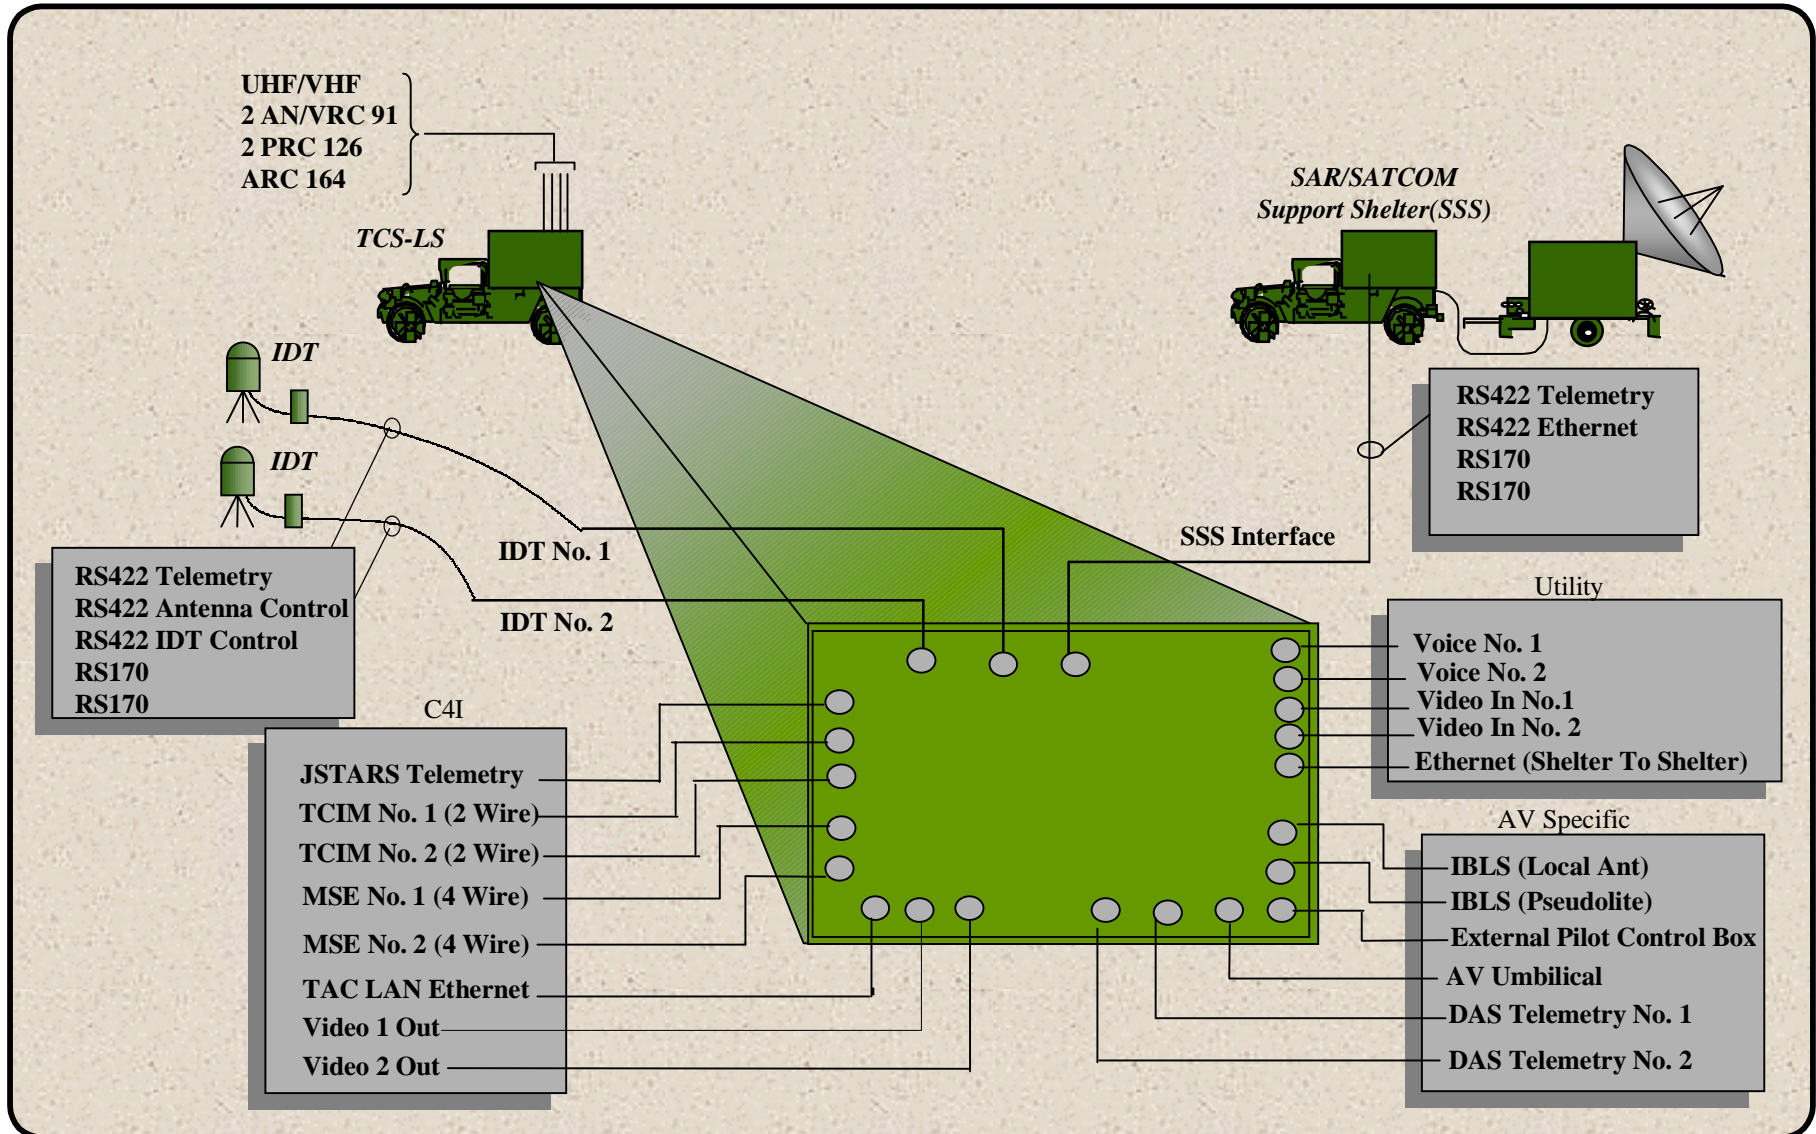 UHF/VHF
2 AN/VRC 91
2 PRC 126
ARC 164
TCS-LS
SAR/SATCOM
Support Shelter(SSS)
IDT
IDT
RS422 Telemetry
RS422 Ethernet
RS170
RS170
IDT No. 1
IDT No. 2
SSS Interface
RS422 Telemetry
RS422 Antenna Control
RS422 IDT Control
RS170
RS170
Utility
Voice No. 1
Voice No. 2
Video In No.1
Video In No. 2
Ethernet (Shelter To Shelter)
C4I
JSTARS Telemetry
TCIM No. 1 (2 Wire)
TCIM No. 2 (2 Wire)
MSE No. 1 (4 Wire)
MSE No. 2 (4 Wire)
TAC LAN Ethernet
Video 1 Out
Video 2 Out
AV Specific
IBLS (Local Ant)
IBLS (Pseudolite)
External Pilot Control Box
AV Umbilical
DAS Telemetry No. 1
DAS Telemetry No. 2